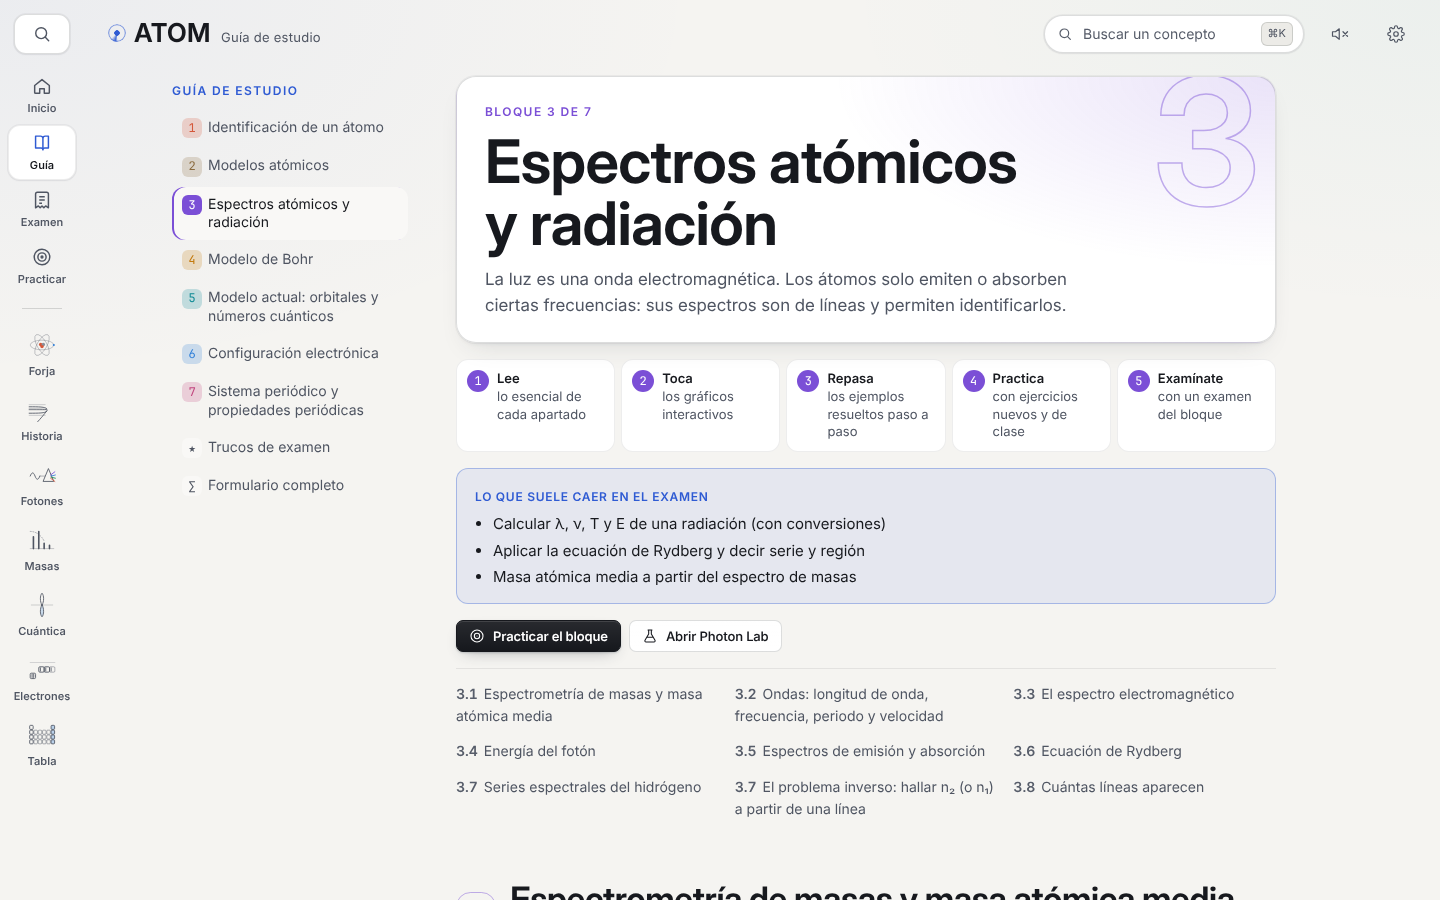 ATOM
Guía de estudio
Buscar un concepto
⌘K
Inicio
Guía
Examen
Practicar
Forja
Historia
Fotones
Masas
Cuántica
Electrones
Tabla
GUÍA DE ESTUDIO
1 Identificación de un átomo
2 Modelos atómicos
3 Espectros atómicos y
radiación
4 Modelo de Bohr
5 Modelo actual: orbitales y
números cuánticos
6 Configuración electrónica
7 Sistema periódico y
propiedades periódicas
★ Trucos de examen
∑ Formulario completo
BLOQUE 3 DE 7
3
Espectros atómicos
y radiación
La luz es una onda electromagnética. Los átomos solo emiten o absorben
ciertas frecuencias: sus espectros son de líneas y permiten identificarlos.
1 Lee
lo esencial de
cada apartado
2 Toca
los gráficos
interactivos
3 Repasa
los ejemplos
resueltos paso a
paso
4 Practica
con ejercicios
nuevos y de
clase
5 Examínate
con un examen
del bloque
LO QUE SUELE CAER EN EL EXAMEN
• Calcular λ, ν, T y E de una radiación (con conversiones)
• Aplicar la ecuación de Rydberg y decir serie y región
• Masa atómica media a partir del espectro de masas
Practicar el bloque
Abrir Photon Lab
3.1 Espectrometría de masas y masa
atómica media
3.2 Ondas: longitud de onda,
frecuencia, periodo y velocidad
3.3 El espectro electromagnético
3.4 Energía del fotón
3.5 Espectros de emisión y absorción
3.6 Ecuación de Rydberg
3.7 Series espectrales del hidrógeno
3.7 El problema inverso: hallar n₂ (o n₁)
a partir de una línea
3.8 Cuántas líneas aparecen
Espectrometría de masas y masa atómica media